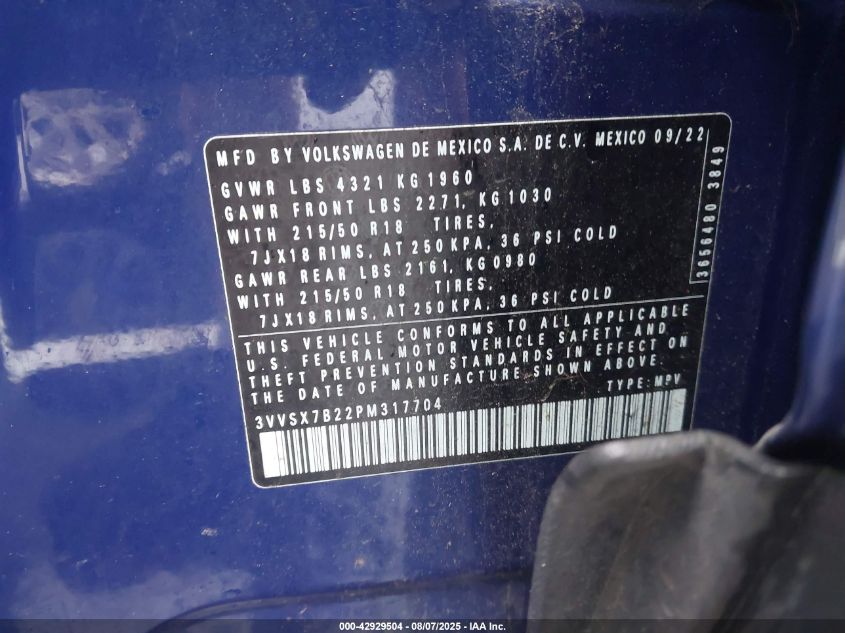 MFD BY VOLKSWAGEN DE MEXICO S.A. DE C.V. MEXICO 09/22
GVWR LBS 4321 KG 1960
GAWR FRONT LBS 2271, KG 1030
WITH 215/50 R18 TIRES,
7JX18 RIMS, AT 250 KPA, 36 PSI COLD
GAWR REAR LBS 2161, KG 0980
WITH 215/50 R18 TIRES,
7JX18 RIMS, AT 250 KPA, 36 PSI COLD
3656480 3849
THIS VEHICLE CONFORMS TO ALL APPLICABLE
U.S. FEDERAL MOTOR VEHICLE SAFETY AND
THEFT PREVENTION STANDARDS IN EFFECT ON
THE DATE OF MANUFACTURE SHOWN ABOVE.
3VVSX7B22PM317704 TYPE: MPV
000-42929504 - 08/07/2025 - IAA Inc.